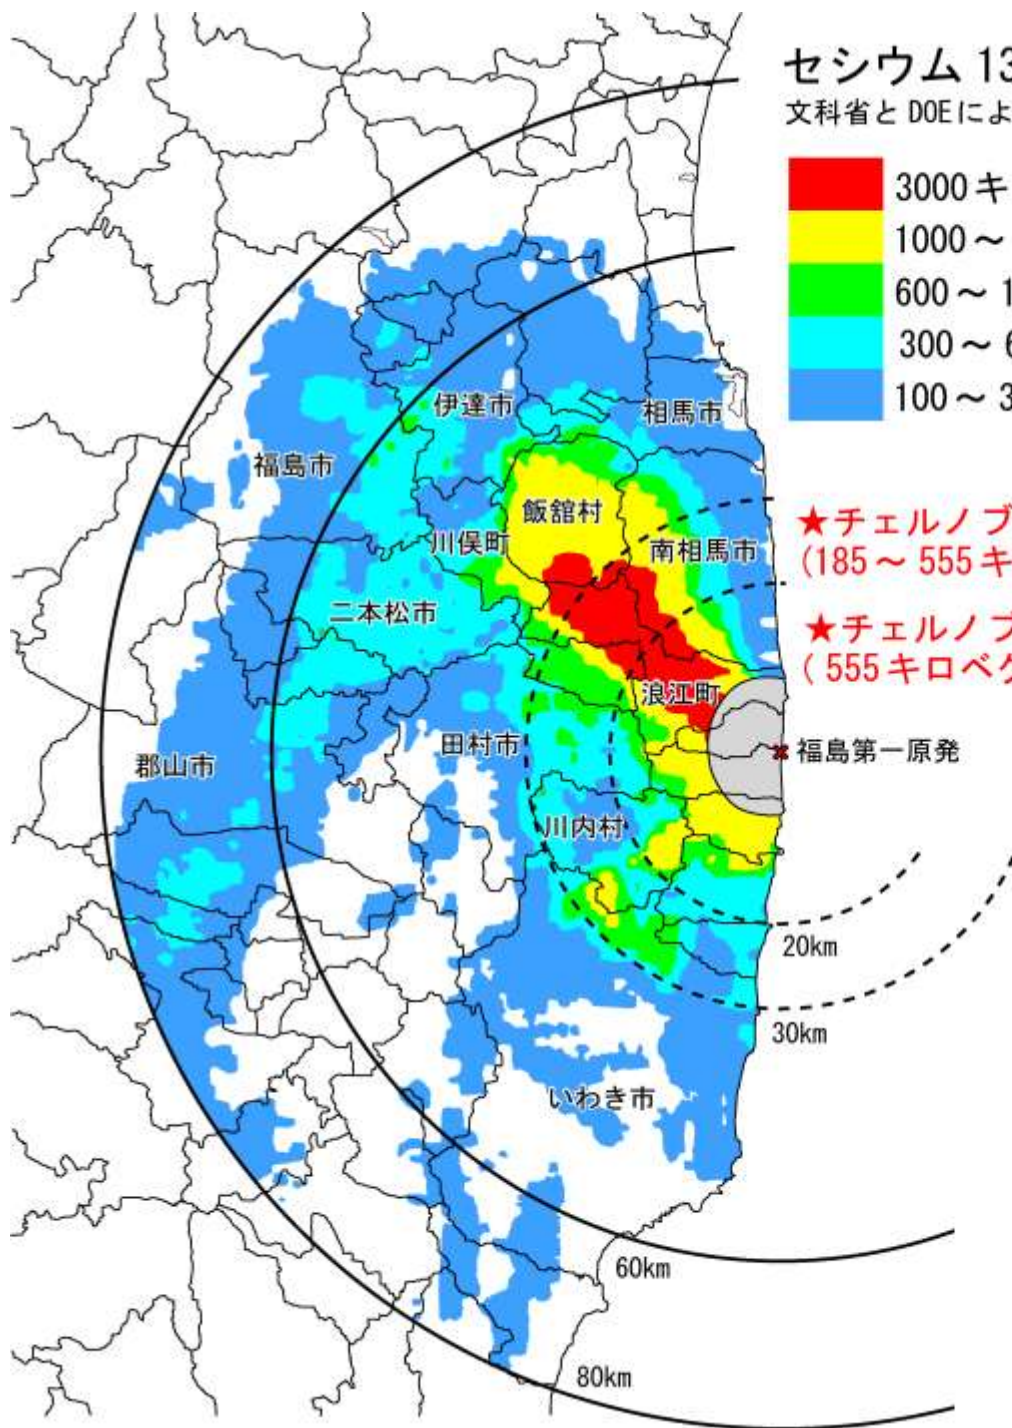 セシウム 13
文科省と DOEによ
3000キ
1000～
600～1
300～6
100～3
伊達市
相馬市
福島市
飯舘村
★チェルノブ
(185～555キ
川俣町
南相馬市
二本松市
★チェルノブ
(555キロベク
浪江町
田村市
福島第一原発
郡山市
川内村
20km
30km
いわき市
60km
80km